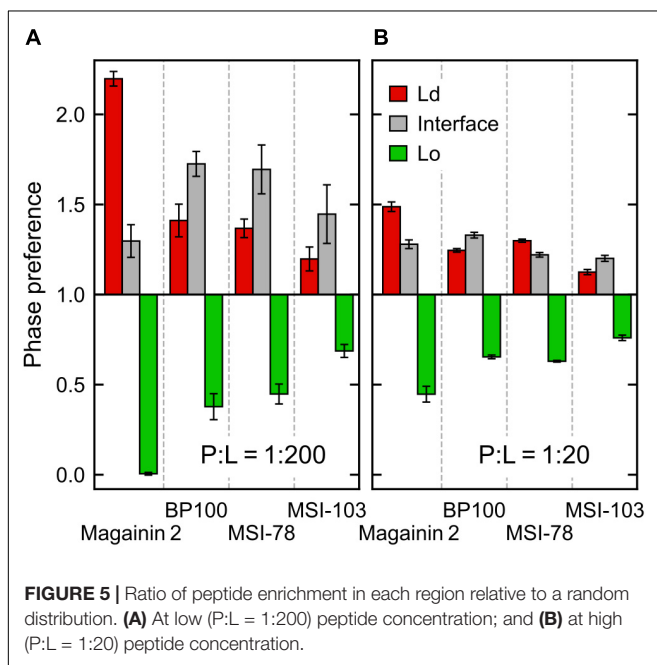 A
B
Phase preference
2.0
1.5
1.0
0.5
0.0
Ld
Interface
Lo
P:L = 1:200
P:L = 1:20
BP100
MSI-103
BP100
MSI-103
Magainin 2
MSI-78
Magainin 2
MSI-78
FIGURE 5 | Ratio of peptide enrichment in each region relative to a random
distribution. (A) At low (P:L = 1:200) peptide concentration; and (B) at high
(P:L = 1:20) peptide concentration.